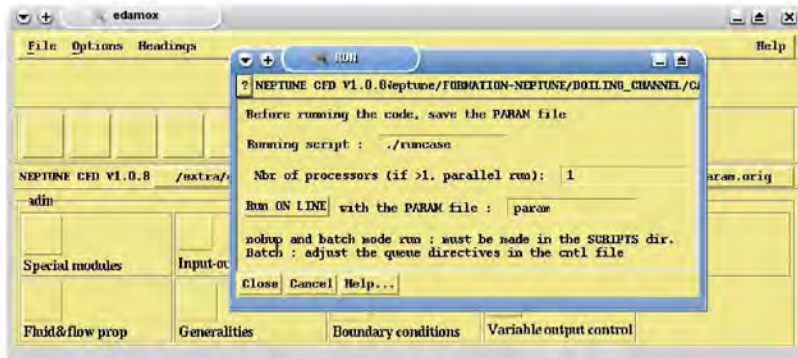 edamox
File Options Headings Help
RUN
? NEPTUNE CFD V1.0.8 eptune/FORMATION-NEPTUNE/BOILING_CHANNEL/CA
Before running the code, save the PARAM file
Running script : ./runcase
Nbr of processors (if >1, parallel run): 1
NEPTUNE CFD V1.0.8 /extra/ aram.orig
Run ON LINE with the PARAM file : param
adin
nohup and batch mode run : must be made in the SCRIPTS dir.
Batch : adjust the queue directives in the cntl file
Special modules Input-ou
Close Cancel Help...
Fluid&flow prop Generalities Boundary conditions Variable output control